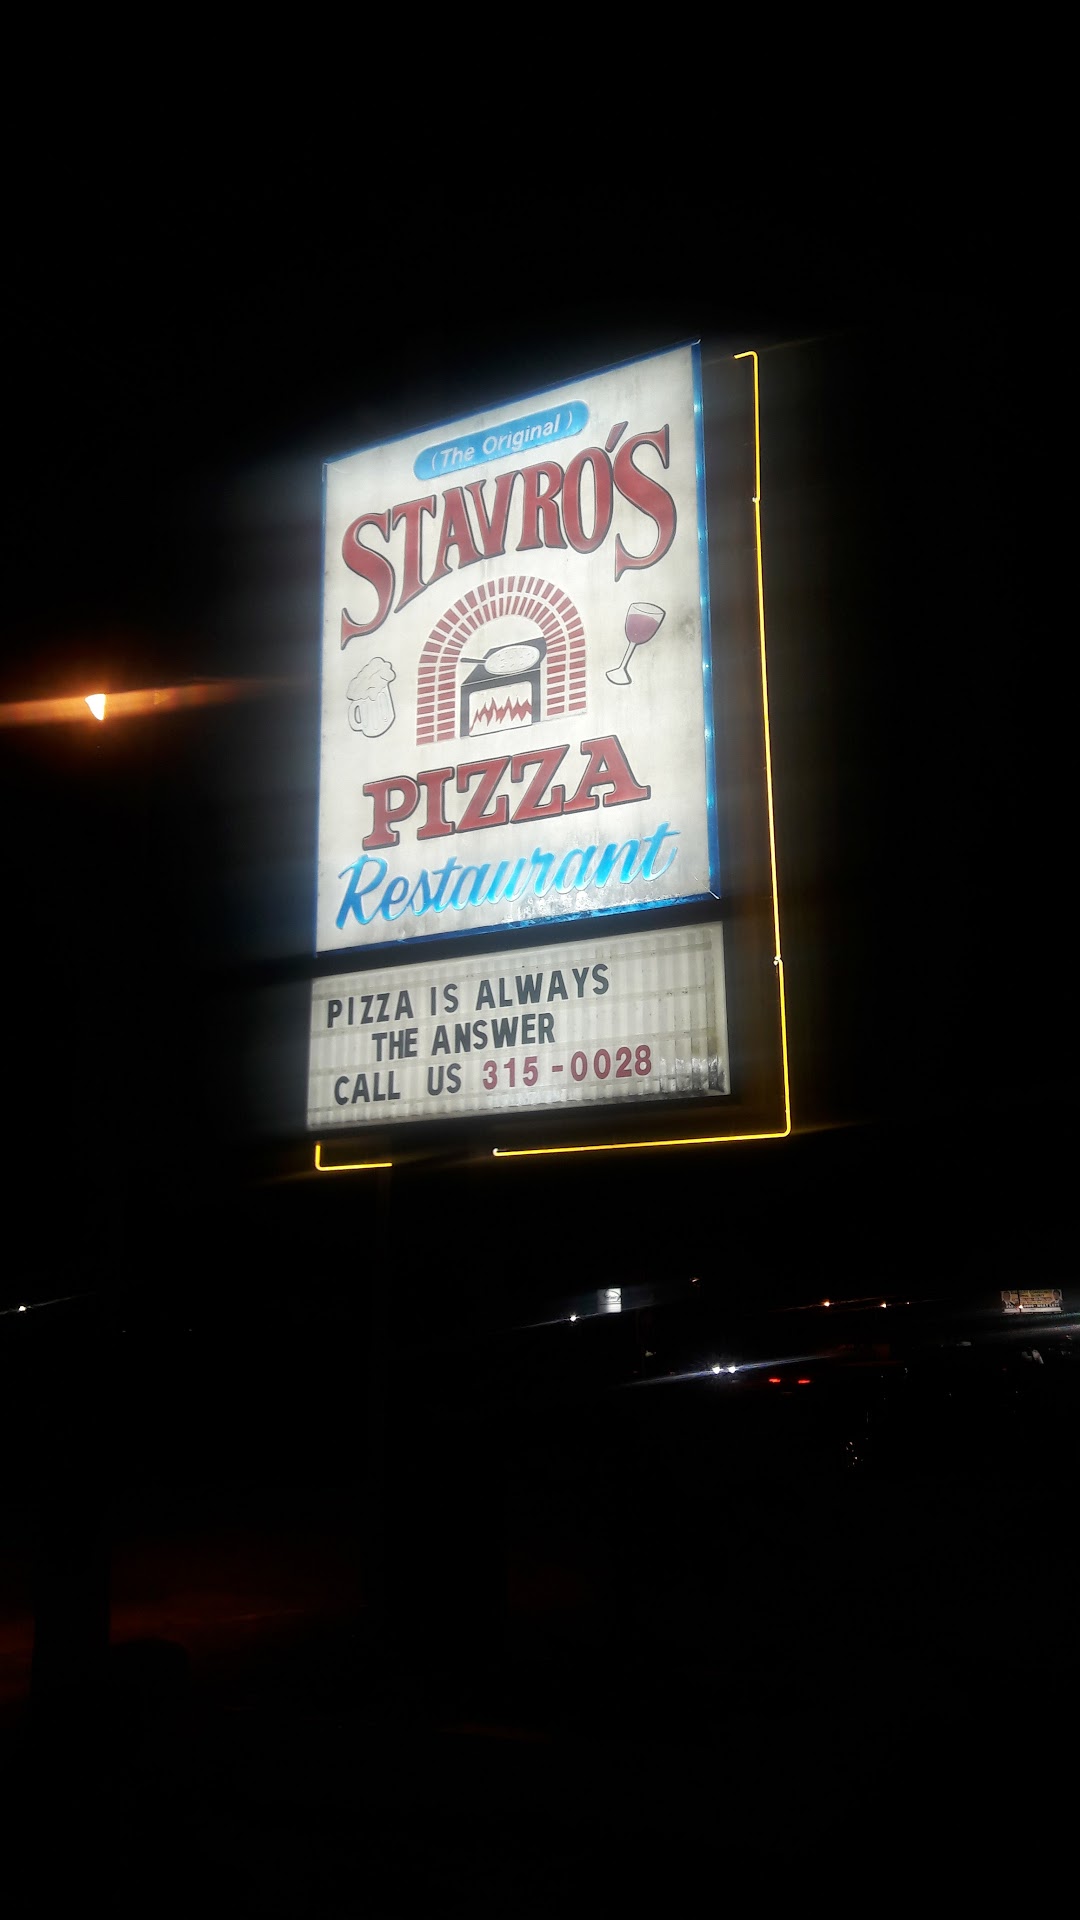 (The Original)
STAVRO'S
PIZZA
Restaurant
PIZZA IS ALWAYS
THE ANSWER
CALL US 315-0028